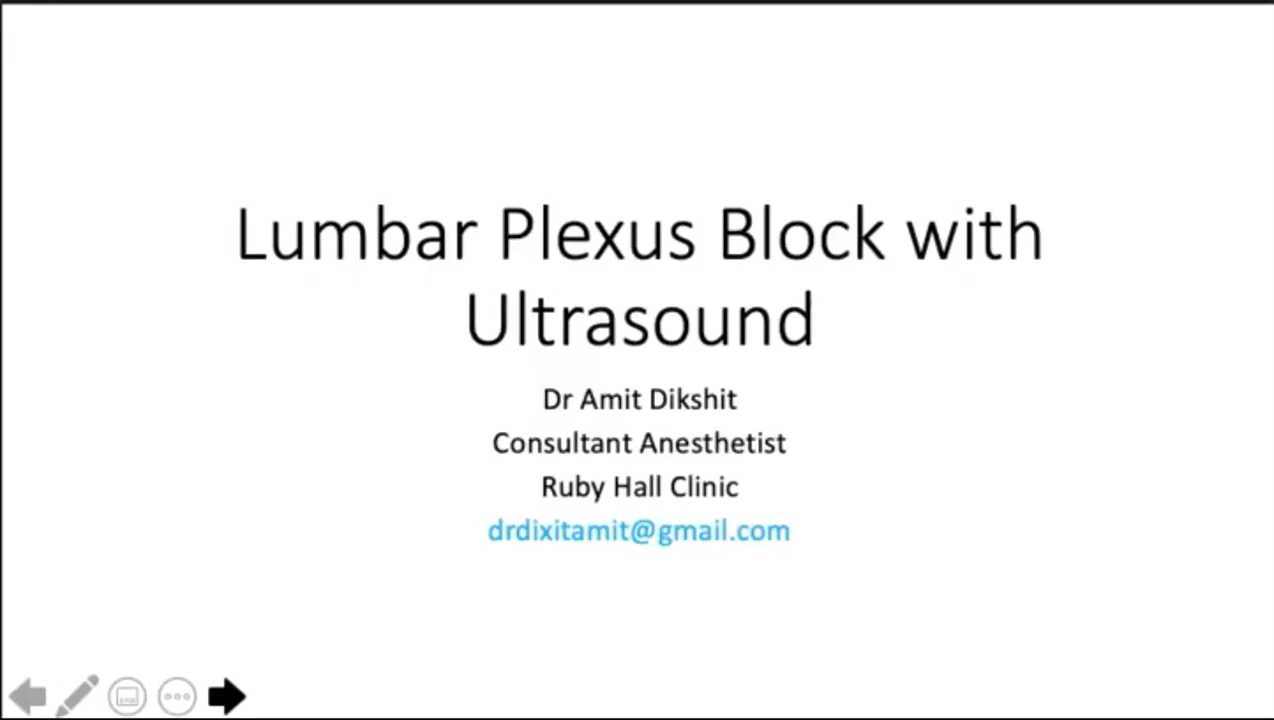 Lumbar Plexus Block with
Ultrasound
Dr Amit Dikshit
Consultant Anesthetist
Ruby Hall Clinic
drdixitamit@gmail.com